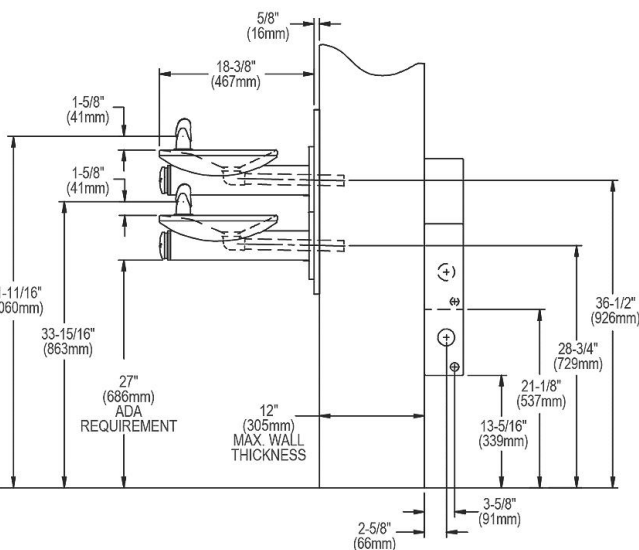 5/8"
(16mm)
18-3/8"
(467mm)
1-5/8"
(41mm)
1-5/8"
(41mm)
1-11/16"
060mm)
33-15/16"
(863mm)
27"
(686mm)
ADA
REQUIREMENT
12"
(305mm)
MAX. WALL
THICKNESS
36-1/2"
(926mm)
28-3/4"
(729mm)
21-1/8"
(537mm)
13-5/16"
(339mm)
3-5/8"
(91mm)
2-5/8"
(66mm)